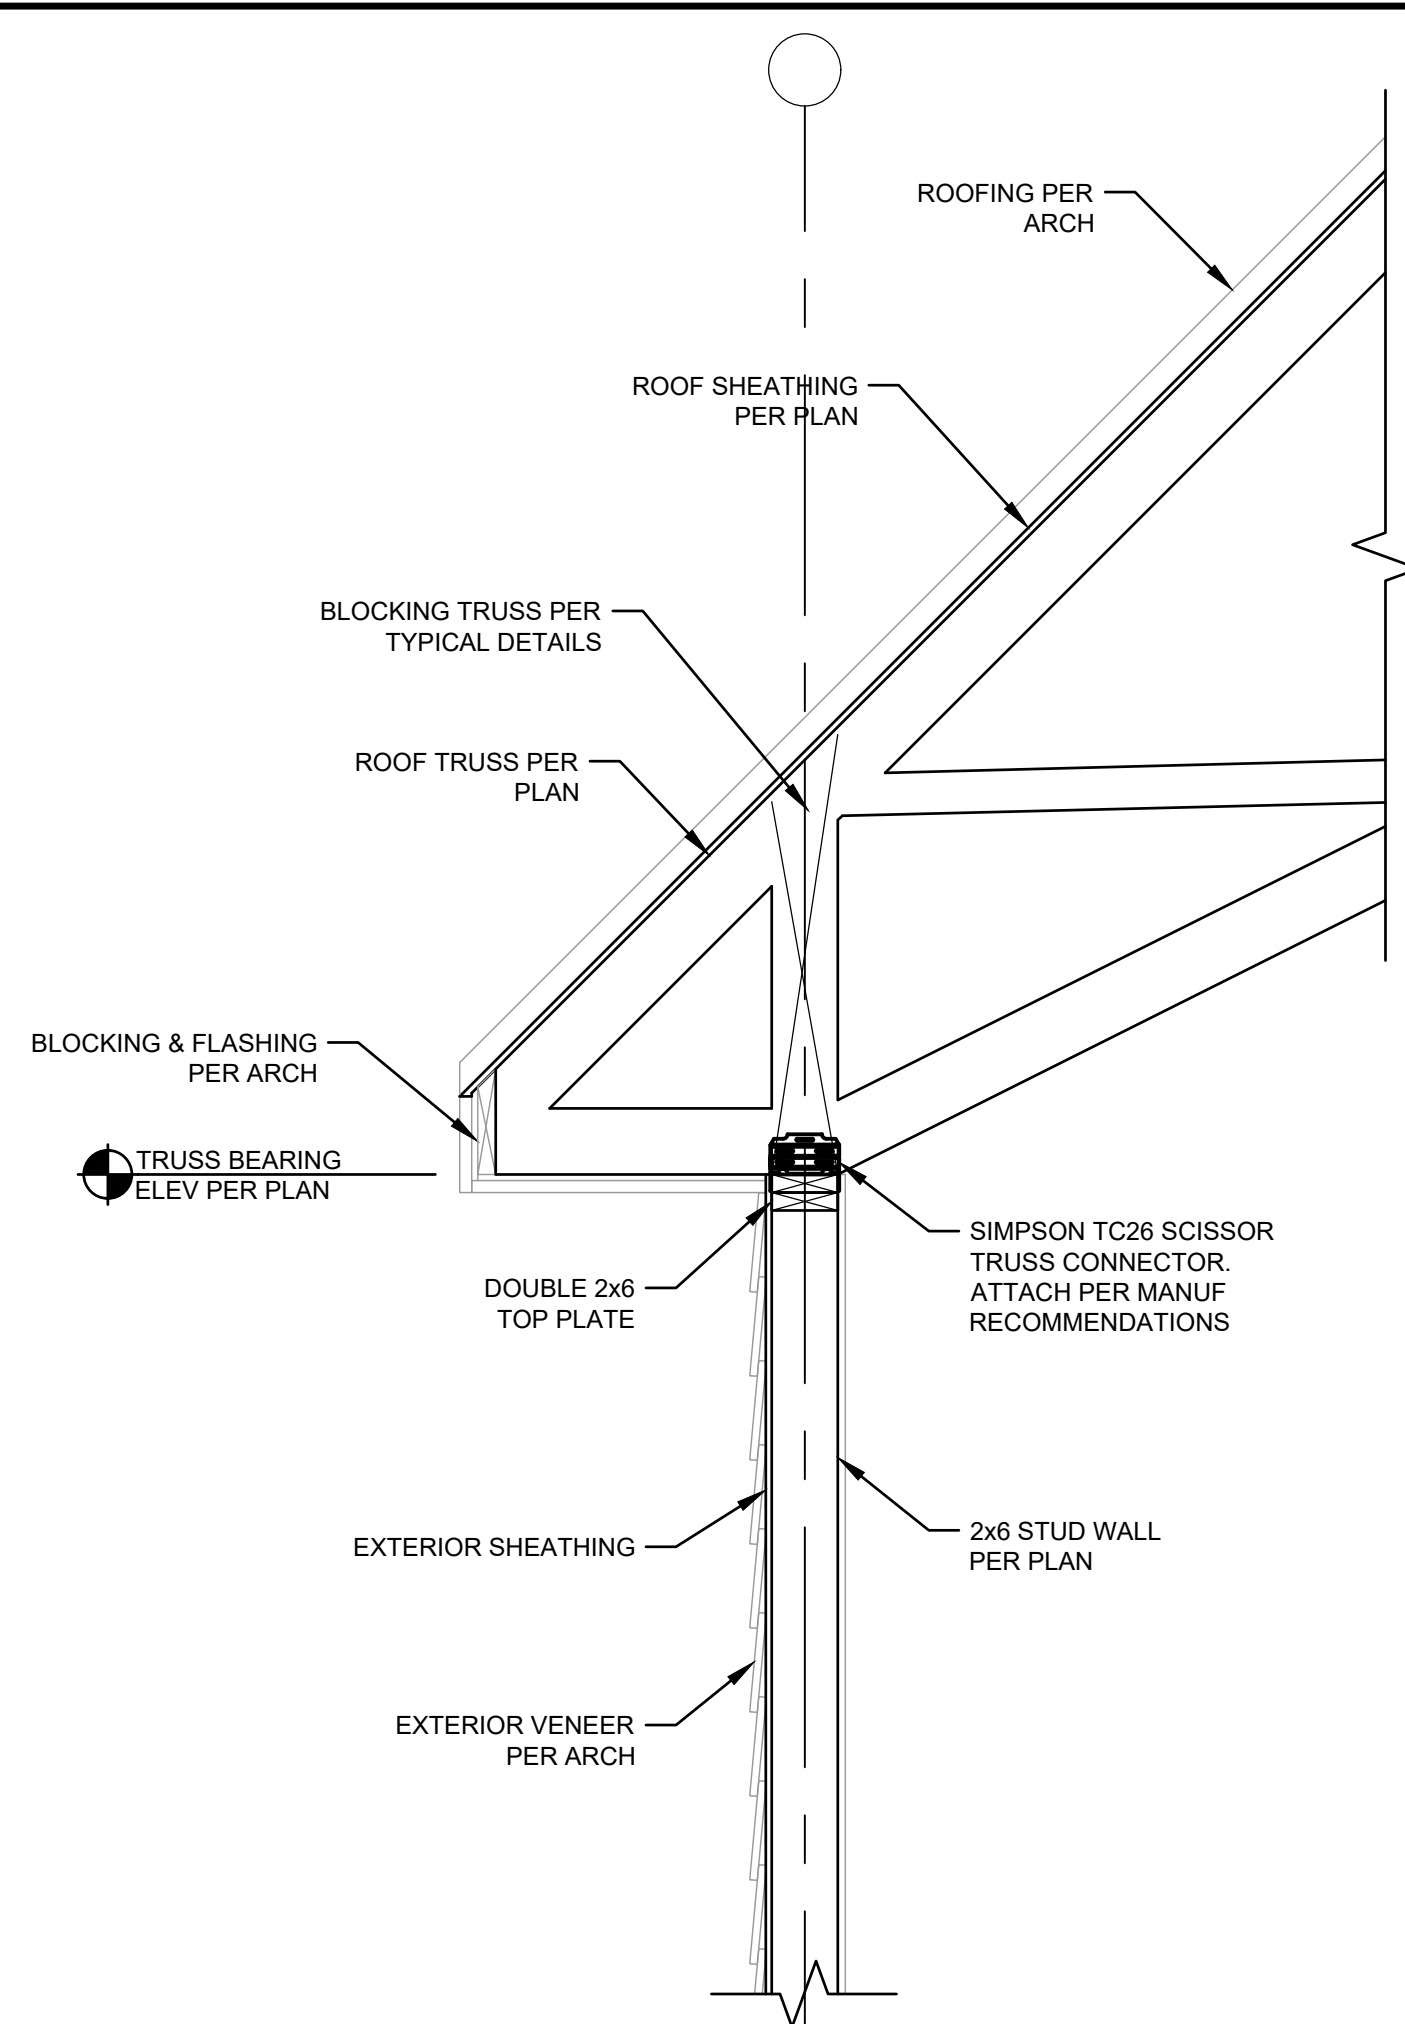 ROOFING PER
ARCH
ROOF SHEATHING
PER PLAN
BLOCKING TRUSS PER
TYPICAL DETAILS
ROOF TRUSS PER
PLAN
BLOCKING & FLASHING
PER ARCH
TRUSS BEARING
ELEV PER PLAN
SIMPSON TC26 SCISSOR
TRUSS CONNECTOR.
ATTACH PER MANUF
RECOMMENDATIONS
DOUBLE 2x6
TOP PLATE
EXTERIOR SHEATHING
2x6 STUD WALL
PER PLAN
EXTERIOR VENEER
PER ARCH